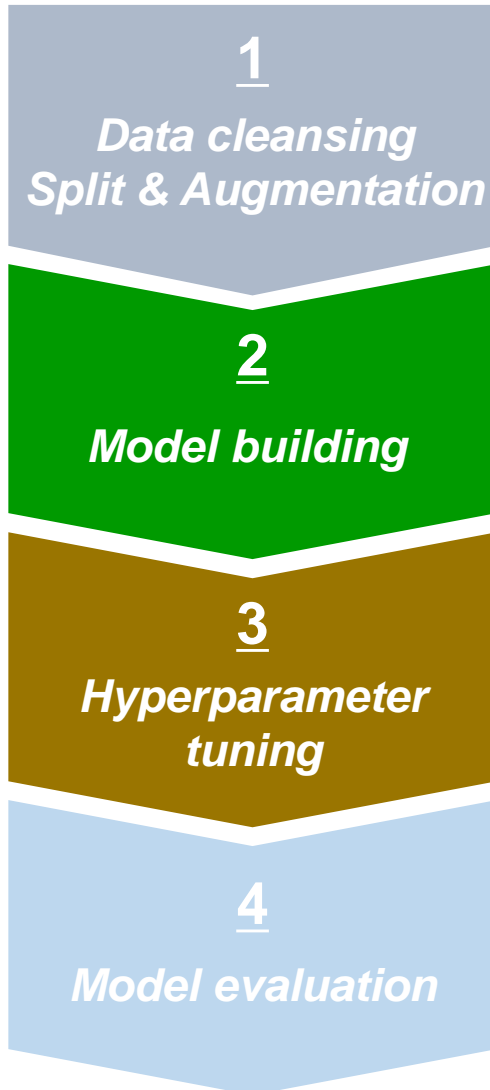 1
Data cleansing
Split & Augmentation
2
Model building
3
Hyperparameter
tuning
4
Model evaluation